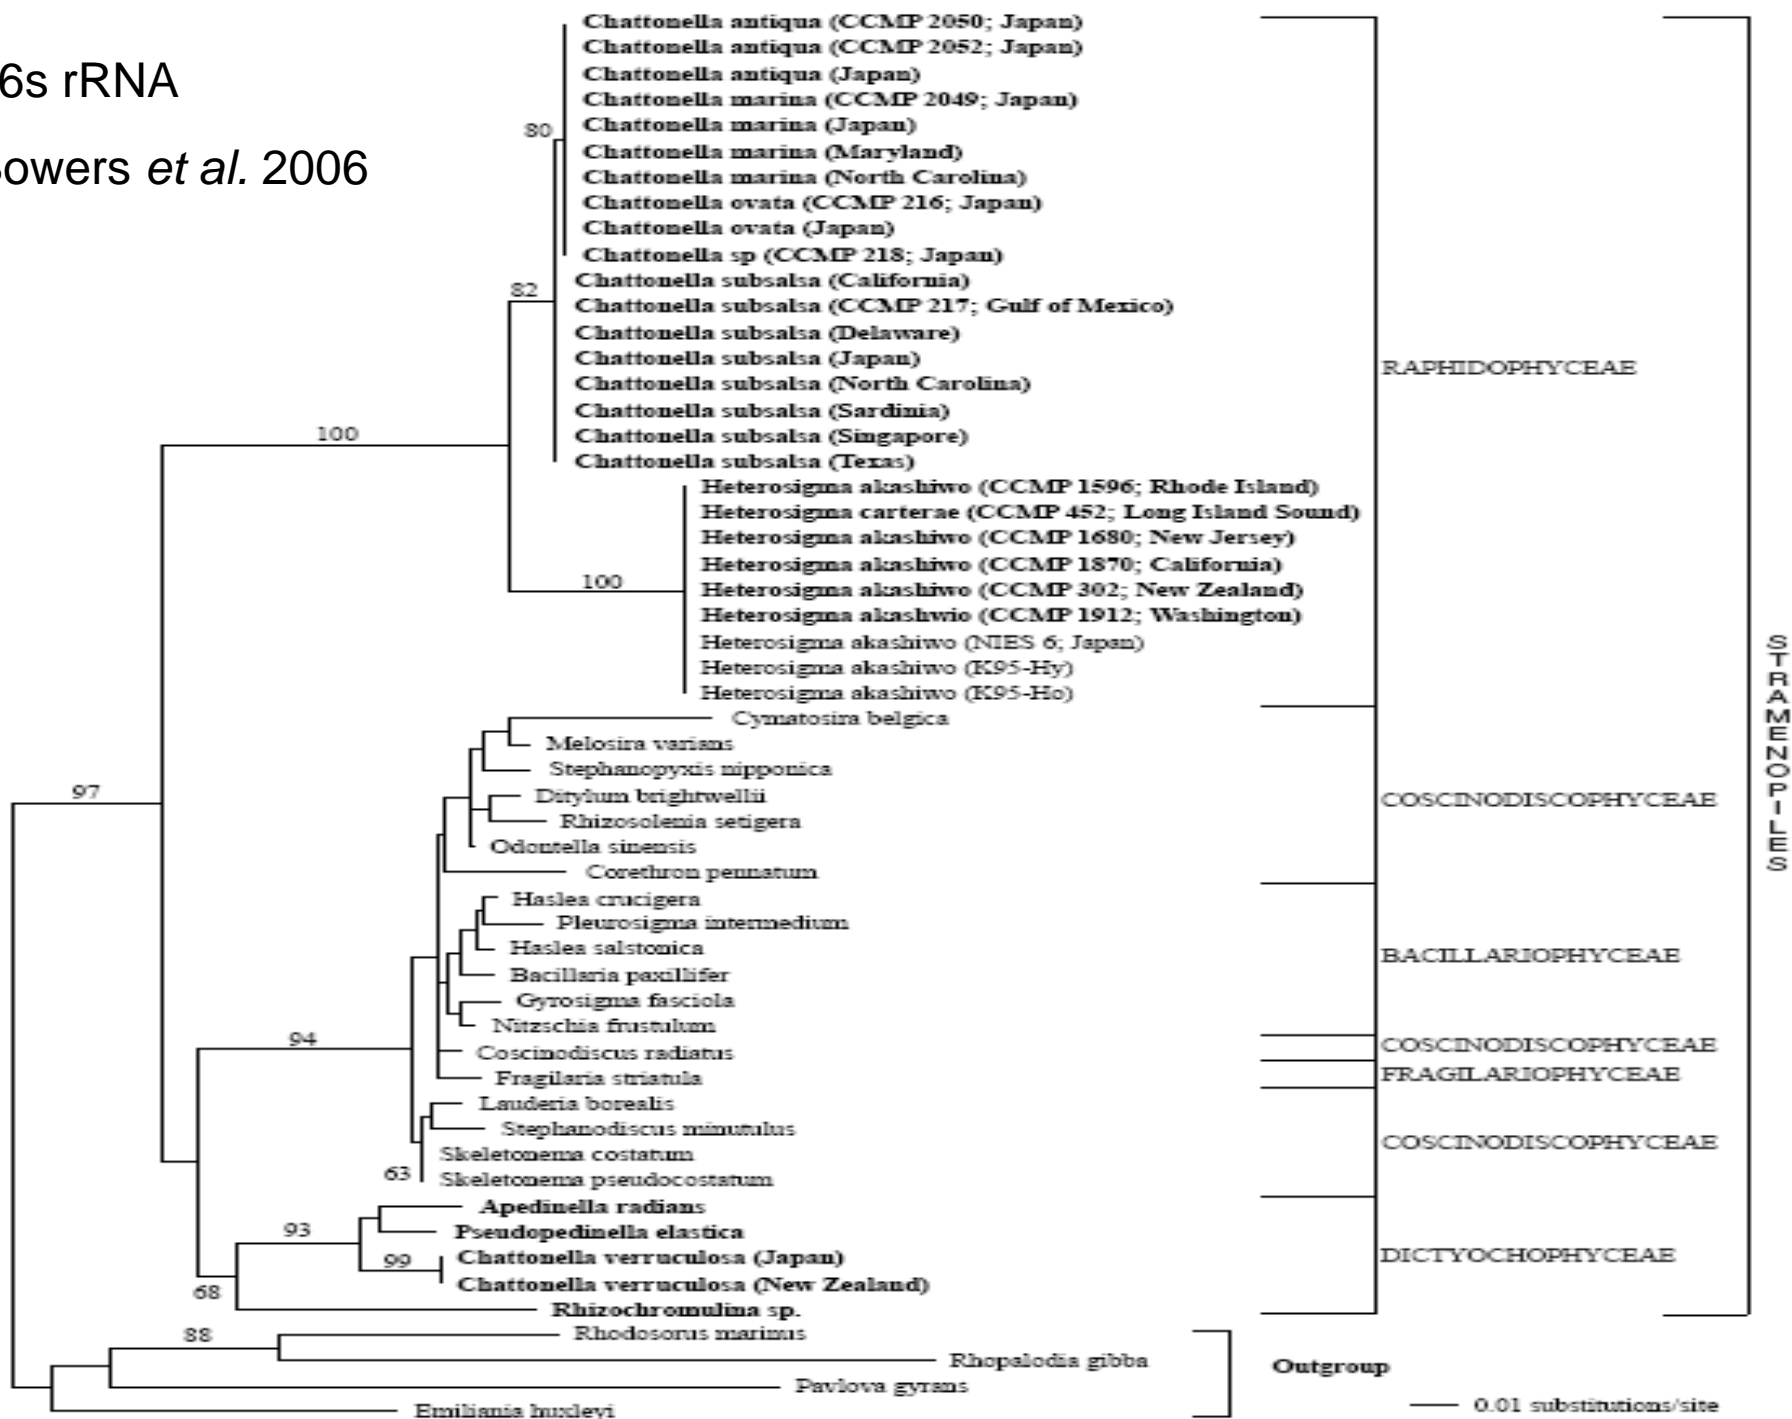 6s rRNA
owers et al. 2006
Chattonella antiqua (CCMP 2050; Japan)
Chattonella antiqua (CCMP 2052; Japan)
Chattonella antiqua (Japan)
Chattonella marina (CCMP 2049; Japan)
Chattonella marina (Japan)
Chattonella marina (Maryland)
Chattonella marina (North Carolina)
Chattonella ovata (CCMP 216; Japan)
Chattonella ovata (Japan)
Chattonella sp (CCMP 218; Japan)
Chattonella subsalsa (California)
Chattonella subsalsa (CCMP 217; Gulf of Mexico)
Chattonella subsalsa (Delaware)
Chattonella subsalsa (Japan)
Chattonella subsalsa (North Carolina)
Chattonella subsalsa (Sardinia)
Chattonella subsalsa (Singapore)
Chattonella subsalsa (Texas)
Heterosigma akashiwo (CCMP 1596; Rhode Island)
Heterosigma carterae (CCMP 452; Long Island Sound)
Heterosigma akashiwo (CCMP 1680; New Jersey)
Heterosigma akashiwo (CCMP 1870; California)
Heterosigma akashiwo (CCMP 302; New Zealand)
Heterosigma akashwio (CCMP 1912; Washington)
Heterosigma akashiwo (NIES 6; Japan)
Heterosigma akashiwo (K95-Hy)
Heterosigma akashiwo (K95-Ho)
Cymatosira belgica
Melosira varians
Stephanopyxis nipponica
Ditylum brightwellii
Rhizosolenia setigera
Odontella sinensis
Corethron pennatum
Haslea crucigera
Pleurosigma intermedium
Haslea salstonica
Bacillaria paxillifer
Gyrosigma fasciola
Nitzschia frustulum
Coscinodiscus radiatus
Fragilaria striatula
Lauderia borealis
Stephanodiscus minutulus
Skeletonema costatum
Skeletonema pseudocostatum
Apedinella radians
Pseudopedinella elastica
Chattonella verruculosa (Japan)
Chattonella verruculosa (New Zealand)
Rhizochromulina sp.
Rhodosorus marinus
Rhopalodia gibba
Pavlova gyrans
Emiliania huxleyi
80
82
100
100
97
94
63
93
99
68
88
RAPHIDOPHYCEAE
COSCINODISCOPHYCEAE
BACILLARIOPHYCEAE
COSCINODISCOPHYCEAE
FRAGILARIOPHYCEAE
COSCINODISCOPHYCEAE
DICTYOCHOPHYCEAE
Outgroup
STRAMENOPILES
0.01 substitutions/site